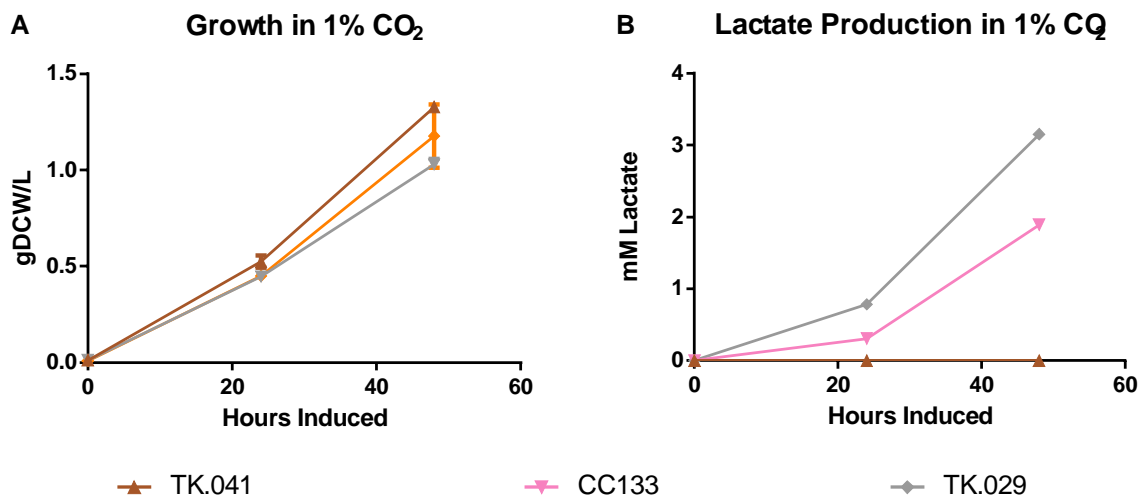 A Growth in 1% CO2
gDCW/L
1.5
1.0
0.5
0.0
0 20 40 60
Hours Induced
B Lactate Production in 1% CO2
mM Lactate
4
3
2
1
0
0 20 40 60
Hours Induced
TK.041 CC133 TK.029